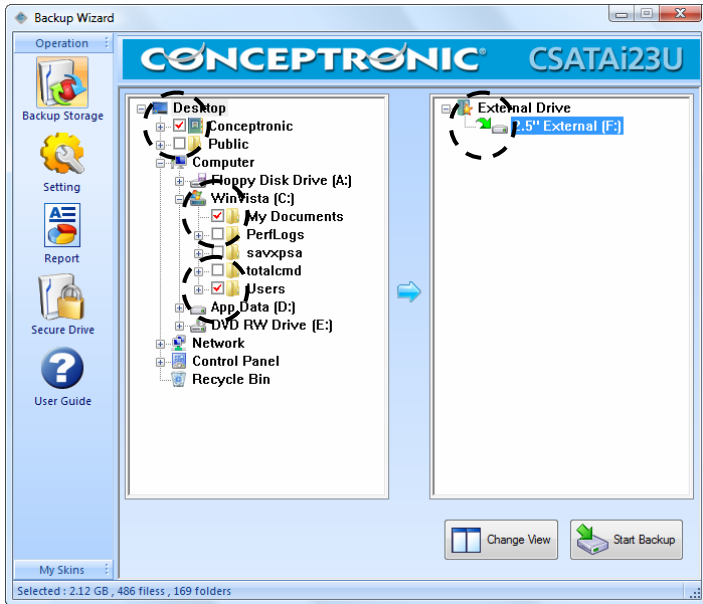 Backup Wizard
Operation
Backup Storage
Setting
Report
Secure Drive
User Guide
My Skins
CONCEPTRONIC® CSATAi23U
Desktop
Conceptronic
Public
Computer
Floppy Disk Drive (A:)
WinVista (C:)
My Documents
PerfLogs
savxpsa
totalcmd
Users
App Data (D:)
DVD RW Drive (E:)
Network
Control Panel
Recycle Bin
External Drive
2.5" External (F:)
Change View
Start Backup
Selected : 2.12 GB , 486 filess , 169 folders